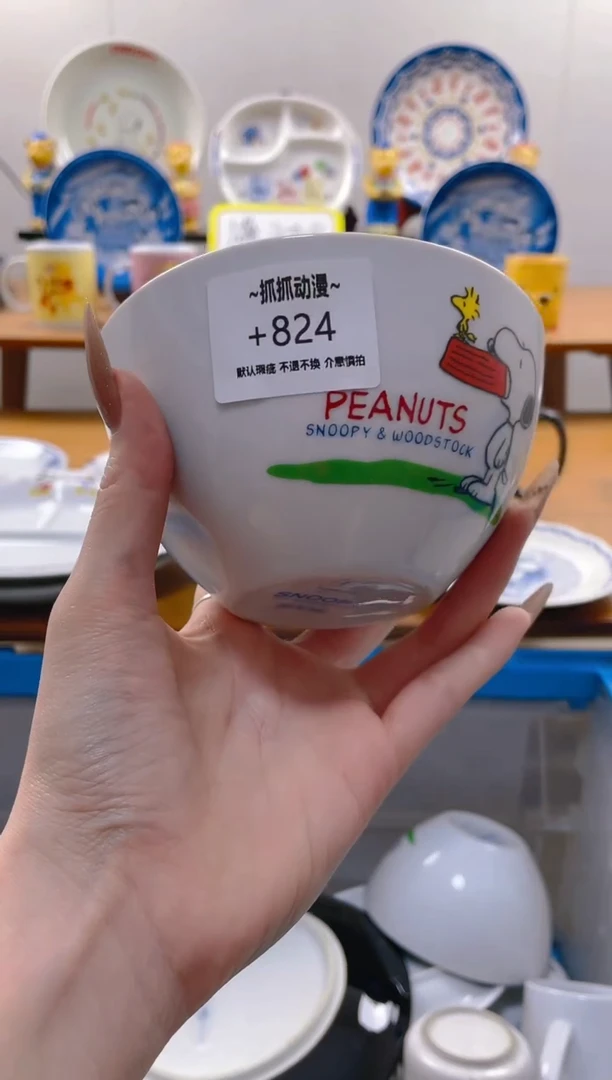 ~抓抓动漫~
+824
默认瑕疵 不退不换 介意慎拍
PEANUTS
SNOOPY & WOODSTOCK
SNOOPY